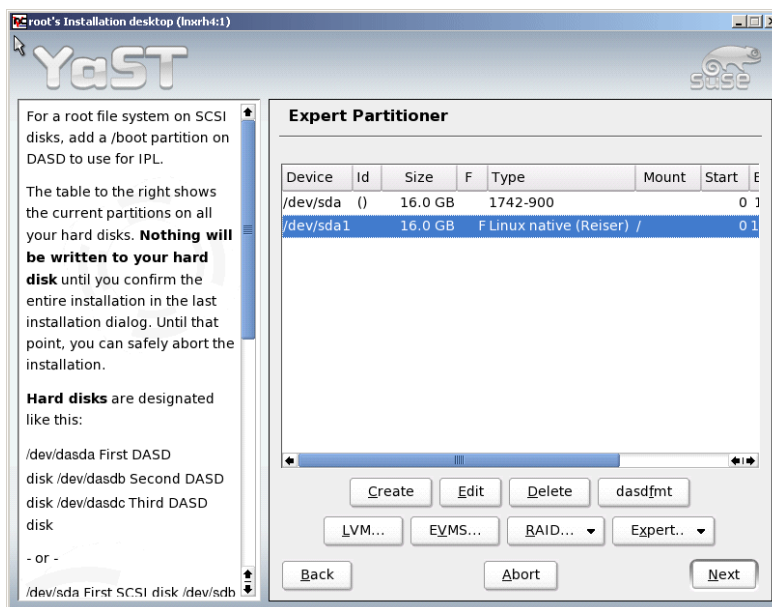 root's Installation desktop (lnxrh4:1)
YaST
suse
For a root file system on SCSI
disks, add a /boot partition on
DASD to use for IPL.
The table to the right shows
the current partitions on all
your hard disks. Nothing will
be written to your hard
disk until you confirm the
entire installation in the last
installation dialog. Until that
point, you can safely abort the
installation.
Hard disks are designated
like this:
/dev/dasda First DASD
disk /dev/dasdb Second DASD
disk /dev/dasdc Third DASD
disk
- or -
/dev/sda First SCSI disk /dev/sdb
Expert Partitioner
Device Id Size F Type Mount Start E
/dev/sda () 16.0 GB 1742-900 0 1
/dev/sda1 16.0 GB F Linux native (Reiser) / 0 1
Create Edit Delete dasdfmt
LVM... EVMS... RAID... Expert..
Back Abort Next